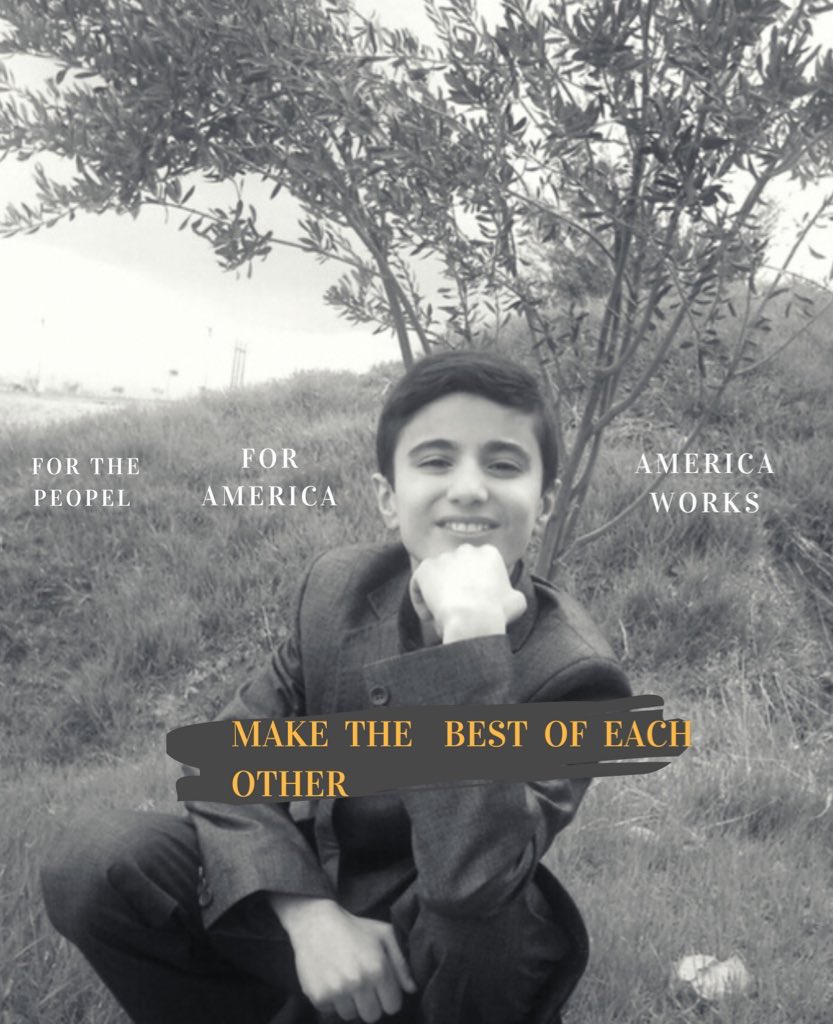 FOR THE
PEOPEL
FOR
AMERICA
AMERICA
WORKS
MAKE THE BEST OF EACH
OTHER